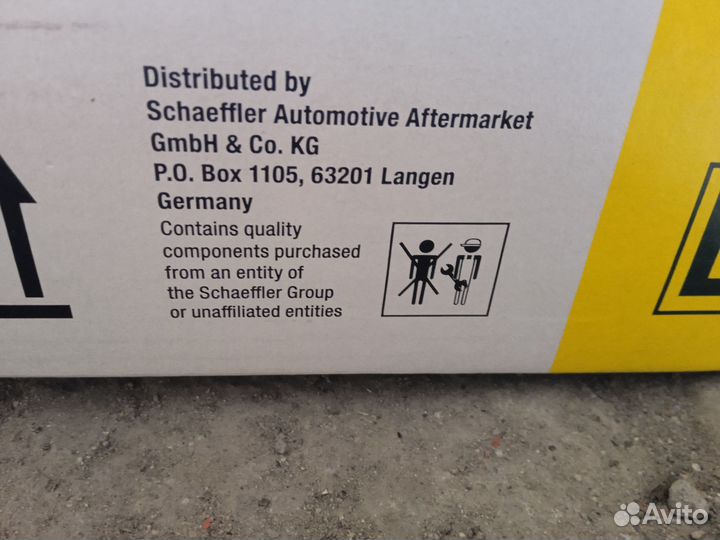 Distributed by
Schaeffler Automotive Aftermarket
GmbH & Co. KG
P.O. Box 1105, 63201 Langen
Germany
Contains quality
components purchased
from an entity of
the Schaeffler Group
or unaffiliated entities
Avito